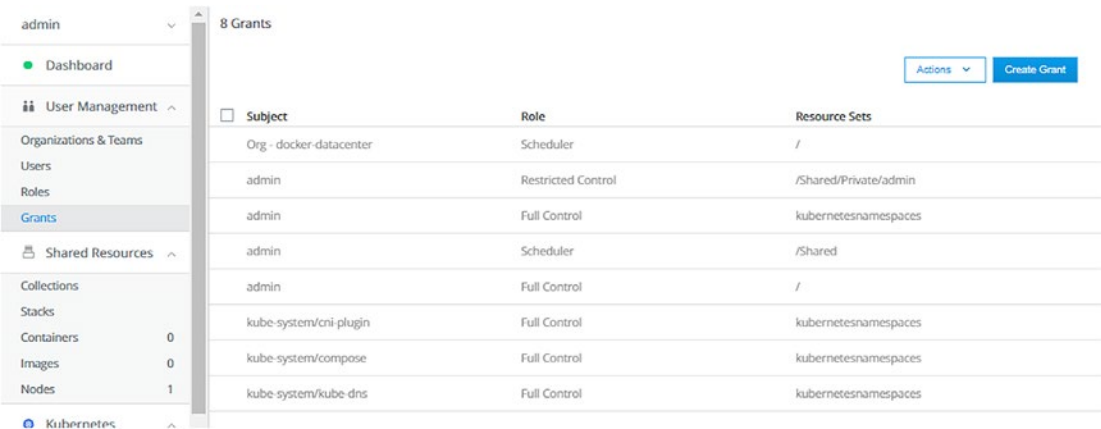 admin
Dashboard
User Management
Organizations & Teams
Users
Roles
Grants
Shared Resources
Collections
Stacks
Containers 0
Images 0
Nodes 1
Kubernetes
8 Grants
Actions Create Grant
Subject Role Resource Sets
Org - docker-datacenter Scheduler /
admin Restricted Control /Shared/Private/admin
admin Full Control kubernetesnamespaces
admin Scheduler /Shared
admin Full Control /
kube-system/cni-plugin Full Control kubernetesnamespaces
kube-system/compose Full Control kubernetesnamespaces
kube-system/kube-dns Full Control kubernetesnamespaces